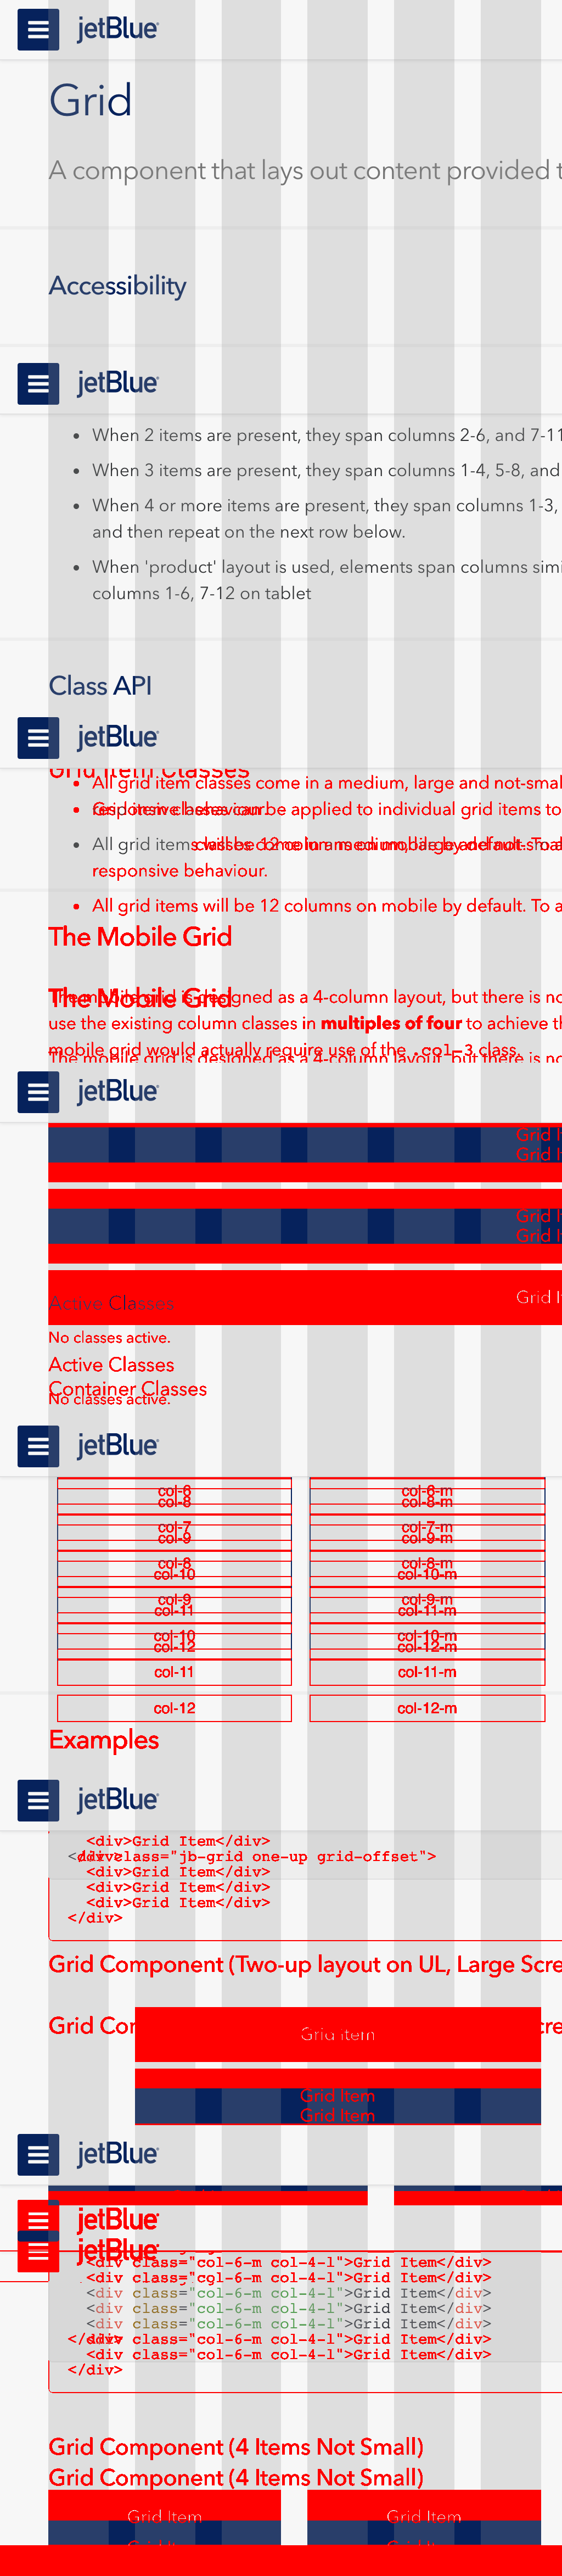 jetBlue
Grid
A component that lays out content provided t
Accessibility
jetBlue
When 2 items are present, they span columns 2-6, and 7-11
When 3 items are present, they span columns 1-4, 5-8, and
When 4 or more items are present, they span columns 1-3,
and then repeat on the next row below.
When 'product' layout is used, elements span columns simi
columns 1-6, 7-12 on tablet
Class API
jetBlue
Grid Item Classes
All grid item classes come in a medium, large and not-smal
Grid item classes can be applied to individual grid items to
responsive behaviour.
All grid items will be 12 columns on mobile by default. To a
responsive behaviour.
All grid items will be 12 columns on mobile by default. To a
The Mobile Grid
The Mobile Grid
The mobile grid is designed as a 4-column layout, but there is no
use the existing column classes in multiples of four to achieve th
mobile grid would actually require use of the .col-3 class.
The mobile grid is designed as a 4-column layout, but there is no
jetBlue
Grid I
Grid I
Grid I
Grid I
Active Classes
Grid I
No classes active.
Active Classes
Container Classes
No classes active.
jetBlue
col-6 col-6-m
col-8 col-8-m
col-7 col-7-m
col-9 col-9-m
col-8 col-8-m
col-10 col-10-m
col-9 col-9-m
col-11 col-11-m
col-10 col-10-m
col-12 col-12-m
col-11 col-11-m
col-12 col-12-m
Examples
jetBlue
<div>Grid Item</div>
<div class="jb-grid one-up grid-offset">
<div>Grid Item</div>
<div>Grid Item</div>
<div>Grid Item</div>
</div>
Grid Component (Two-up layout on UL, Large Scre
Grid Cor
cre
Grid Item
Grid Item
Grid Item
jetBlue
jetBlue
jetBlue
<div class="col-6-m col-4-l">Grid Item</div>
<div class="col-6-m col-4-l">Grid Item</div>
<div class="col-6-m col-4-l">Grid Item</div>
<div class="col-6-m col-4-l">Grid Item</div>
<div class="col-6-m col-4-l">Grid Item</div>
</div>
<div class="col-6-m col-4-l">Grid Item</div>
<div class="col-6-m col-4-l">Grid Item</div>
</div>
Grid Component (4 Items Not Small)
Grid Component (4 Items Not Small)
Grid Item Grid Item